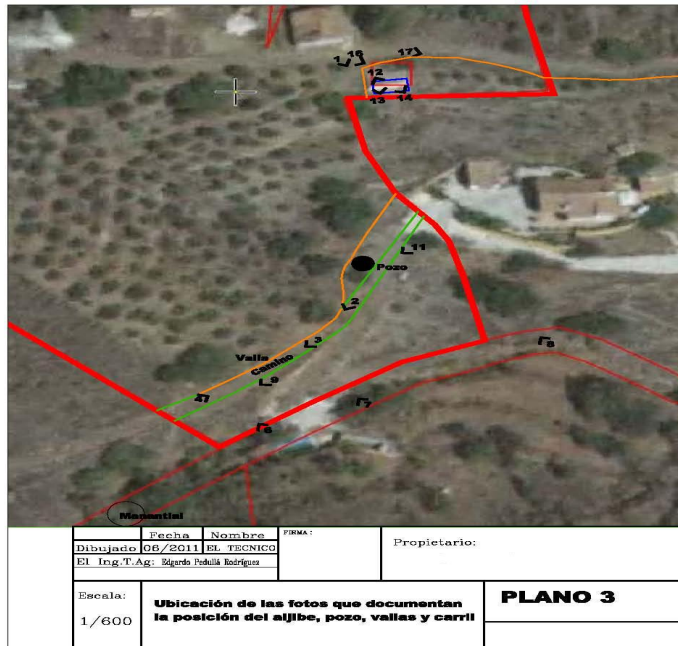 1 16 17
12
13 14
11
Pozo
2
3
Valla
Camino
9
8
7
6
Manantial
Fecha Nombre FIRMA: Propietario:
Dibujado 06/2011 EL TECNICO
El Ing.T.Ag: Edgardo Pedullá Rodríguez
Escala:
1/600
Ubicación de las fotos que documentan
la posición del aljibe, pozo, vallas y carril
PLANO 3